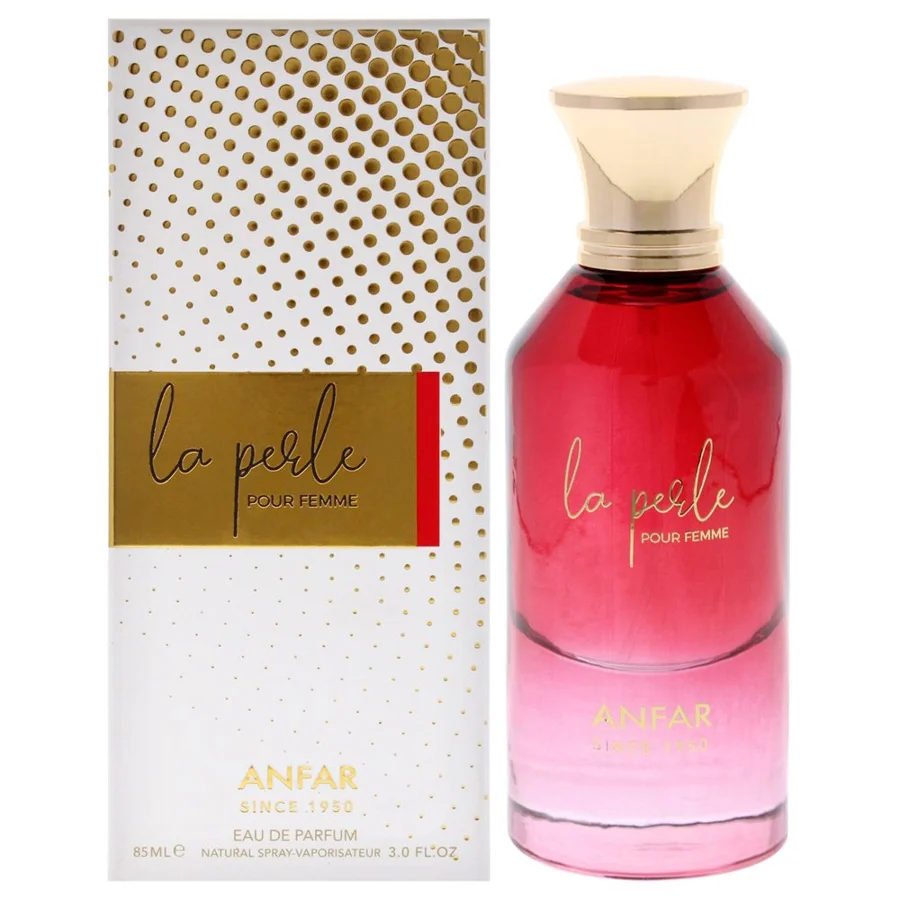 la perle
POUR FEMME
ANFAR
SINCE 1950
EAU DE PARFUM
85ML℮ NATURAL SPRAY-VAPORISATEUR 3.0 FL.OZ
la perle
POUR FEMME
ANFAR
SINCE 1950